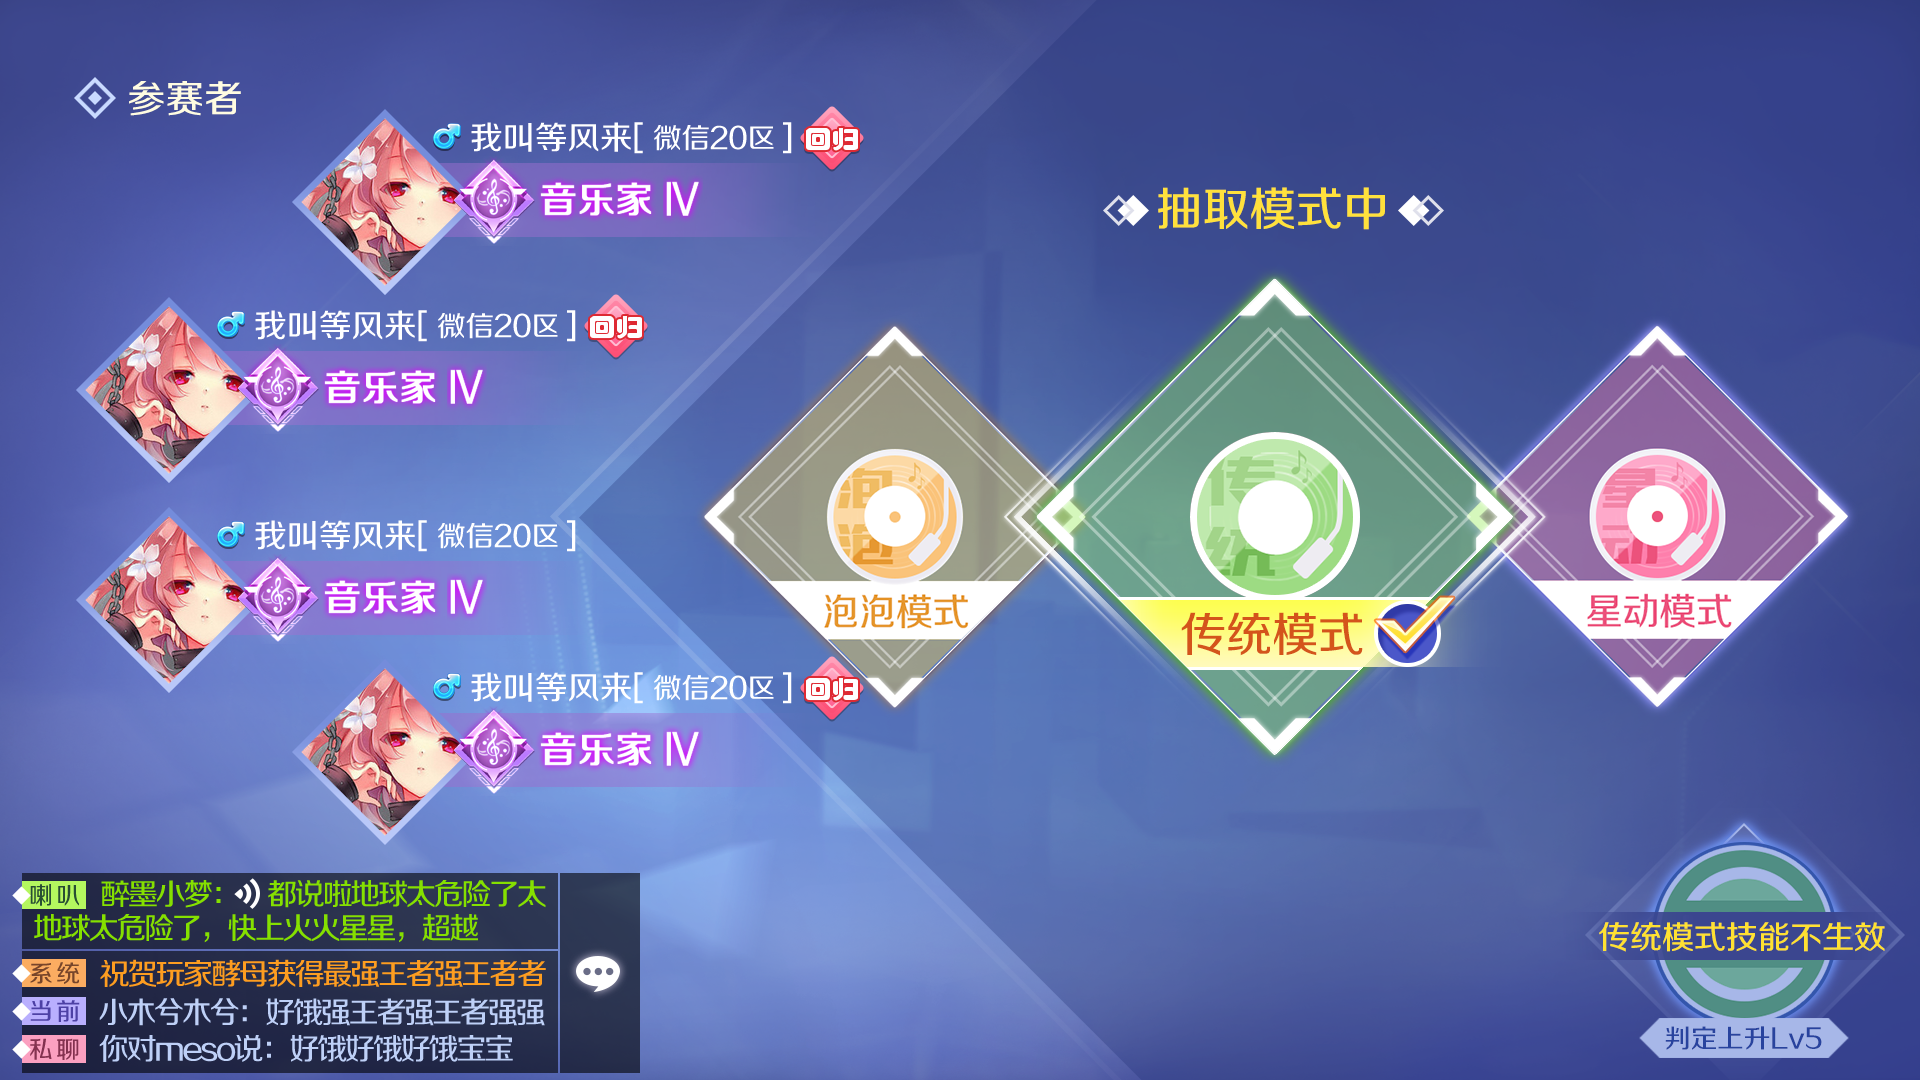 参赛者
我叫等风来[ 微信20区 ]
回归
音乐家 Ⅳ
我叫等风来[ 微信20区 ]
回归
音乐家 Ⅳ
我叫等风来[ 微信20区 ]
音乐家 Ⅳ
我叫等风来[ 微信20区 ]
回归
音乐家 Ⅳ
抽取模式中
泡泡
泡泡模式
传统
传统模式
星动
星动模式
喇叭 醉墨小梦：都说啦地球太危险了太
地球太危险了，快上火火星星，超越
系统 祝贺玩家酵母获得最强王者强王者者
当前 小木兮木兮：好饿强王者强王者强强
私聊 你对meso说：好饿好饿好饿宝宝
传统模式技能不生效
判定上升Lv5